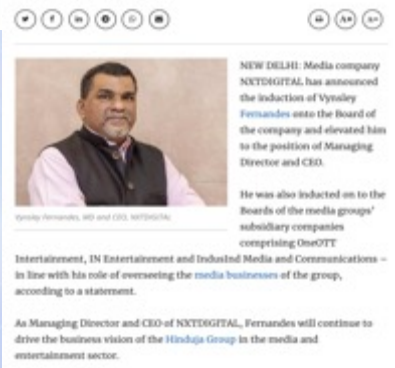 NEW DELHI: Media company
NXTDIGITAL has announced
the induction of Vynsley
Fernandes onto the Board of
the company and elevated him
to the position of Managing
Director and CEO.
He was also inducted on to the
Boards of the media groups'
subsidiary companies
comprising OneOTT
Intertainment, IN Entertainment and IndusInd Media and Communications –
in line with his role of overseeing the media businesses of the group,
according to a statement.
As Managing Director and CEO of NXTDIGITAL, Fernandes will continue to
drive the business vision of the Hinduja Group in the media and
entertainment sector.
Vynsley Fernandes, MD and CEO, NXTDIGITAL